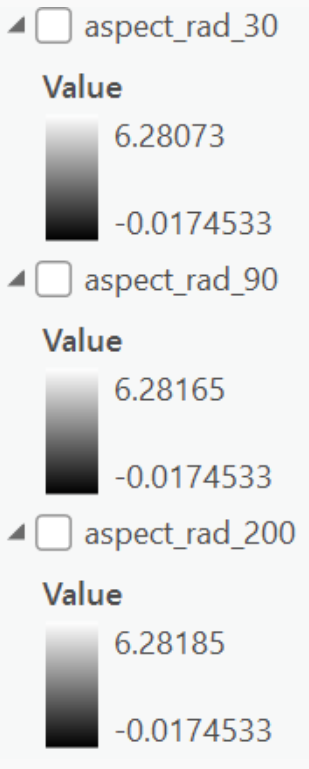 aspect_rad_30
Value
6.28073
-0.0174533
aspect_rad_90
Value
6.28165
-0.0174533
aspect_rad_200
Value
6.28185
-0.0174533